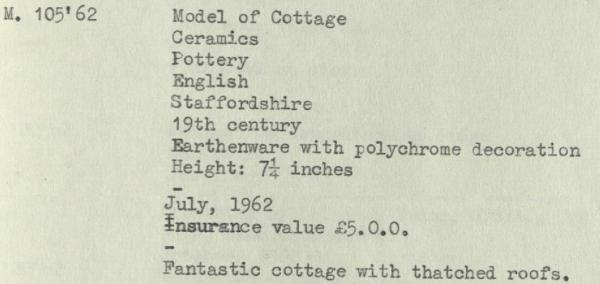 M. 105'62 Model of Cottage
Ceramics
Pottery
English
Staffordshire
19th century
Earthenware with polychrome decoration
Height: 7¼ inches
-
July, 1962
Insurance value £5.0.0.
-
Fantastic cottage with thatched roofs.